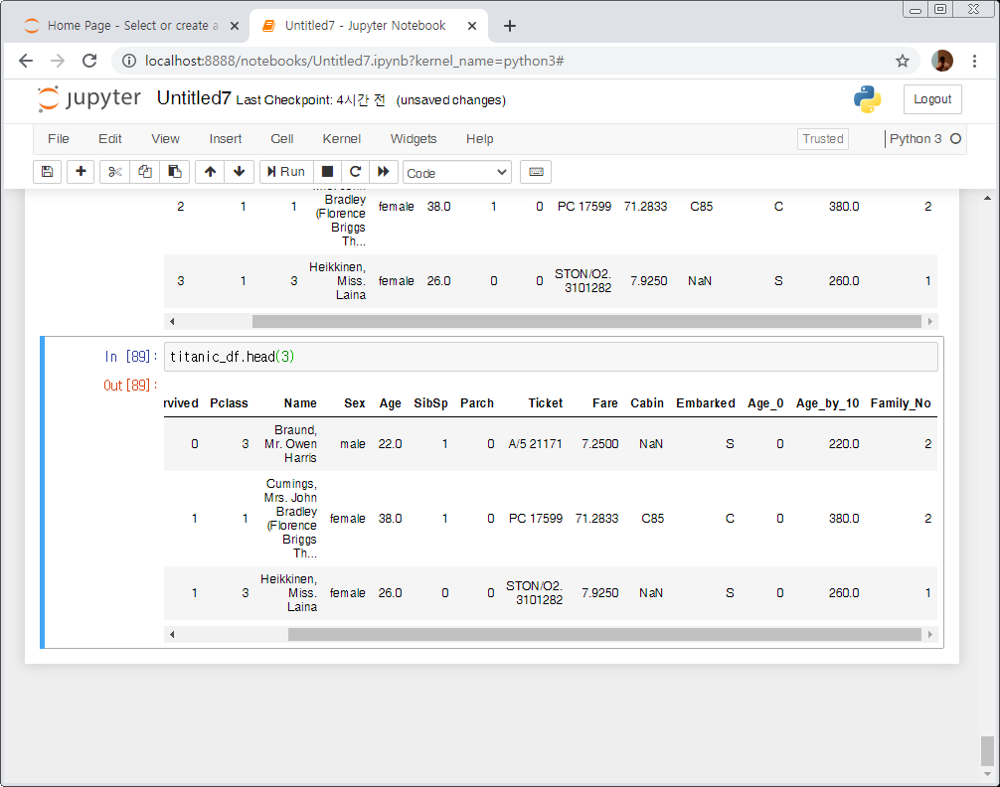 Home Page - Select or create a
Untitled7 - Jupyter Notebook
localhost:8888/notebooks/Untitled7.ipynb?kernel_name=python3#
jupyter Untitled7 Last Checkpoint: 4시간 전 (unsaved changes) Logout
File Edit View Insert Cell Kernel Widgets Help Trusted Python 3
Run Code
Bradley
2 1 1 (Florence female 38.0 1 0 PC 17599 71.2833 C85 C 380.0 2
Briggs
Th...
Heikkinen,
3 1 3 Miss. female 26.0 0 0 STON/O2. 7.9250 NaN S 260.0 1
Laina 3101282
In [89]: titanic_df.head(3)
Out[89]:
rvived Pclass Name Sex Age SibSp Parch Ticket Fare Cabin Embarked Age_0 Age_by_10 Family_No
Braund,
0 3 Mr. Owen male 22.0 1 0 A/5 21171 7.2500 NaN S 0 220.0 2
Harris
Cumings,
Mrs. John
Bradley
1 1 (Florence female 38.0 1 0 PC 17599 71.2833 C85 C 0 380.0 2
Briggs
Th...
Heikkinen,
1 3 Miss. female 26.0 0 0 STON/O2. 7.9250 NaN S 0 260.0 1
Laina 3101282